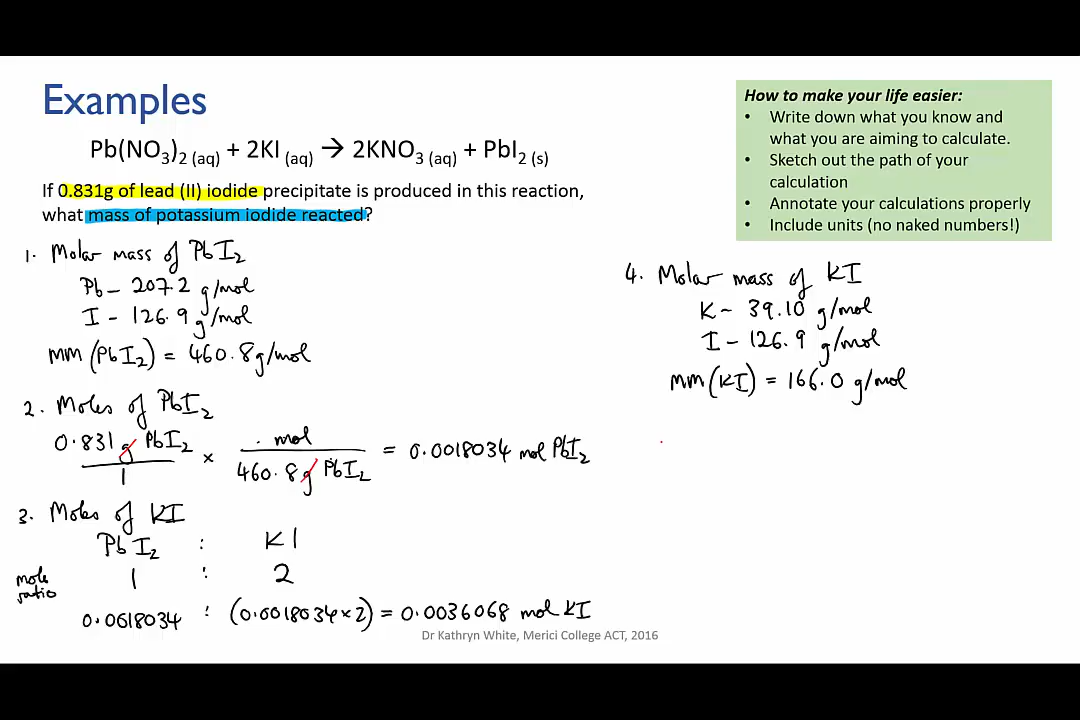 Examples
Pb(NO3)2 (aq) + 2KI (aq) → 2KNO3 (aq) + PbI2 (s)
If 0.831g of lead (II) iodide precipitate is produced in this reaction,
what mass of potassium iodide reacted?
How to make your life easier:
• Write down what you know and
what you are aiming to calculate.
• Sketch out the path of your
calculation
• Annotate your calculations properly
• Include units (no naked numbers!)
1. Molar mass of PbI2
Pb – 207.2 g/mol
I – 126.9 g/mol
MM (PbI2) = 460.8g/mol
2. Moles of PbI2
0.831 g PbI2 / 1 × mol / 460.8g PbI2 = 0.0018034 mol PbI2
3. Moles of KI
PbI2 : KI
mole ratio 1 : 2
0.0018034 : (0.0018034×2) = 0.0036068 mol KI
4. Molar mass of KI
K – 39.10 g/mol
I – 126.9 g/mol
MM (KI) = 166.0 g/mol
Dr Kathryn White, Merici College ACT, 2016